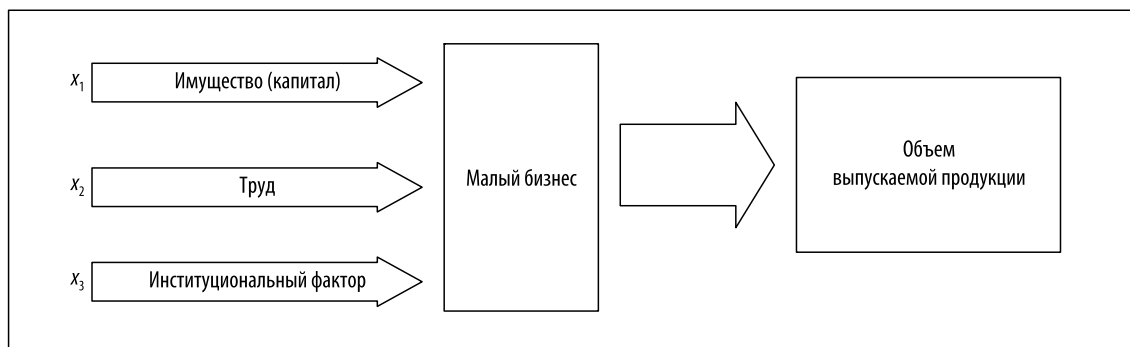 x1 Имущество (капитал)
x2 Труд
x3 Институциональный фактор
Малый бизнес
Объем
выпускаемой продукции